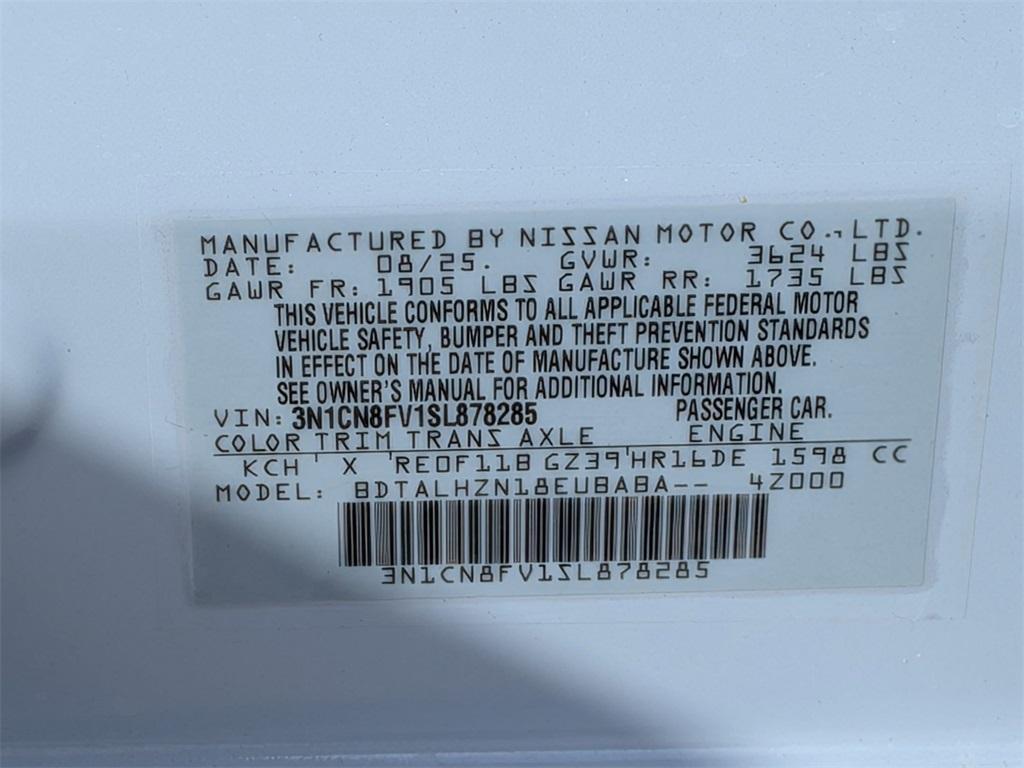 MANUFACTURED BY NISSAN MOTOR CO., LTD.
DATE: 08/25. GVWR: 3624 LBS
GAWR FR: 1905 LBS GAWR RR: 1735 LBS
THIS VEHICLE CONFORMS TO ALL APPLICABLE FEDERAL MOTOR
VEHICLE SAFETY, BUMPER AND THEFT PREVENTION STANDARDS
IN EFFECT ON THE DATE OF MANUFACTURE SHOWN ABOVE.
SEE OWNER'S MANUAL FOR ADDITIONAL INFORMATION.
VIN: 3N1CN8FV1SL878285 PASSENGER CAR.
COLOR TRIM TRANS AXLE ENGINE
KCH X RE0F11B GZ39 HR16DE 1598 CC
MODEL: BDTALHZN18EUBABA-- 4Z000
3N1CN8FV1SL878285